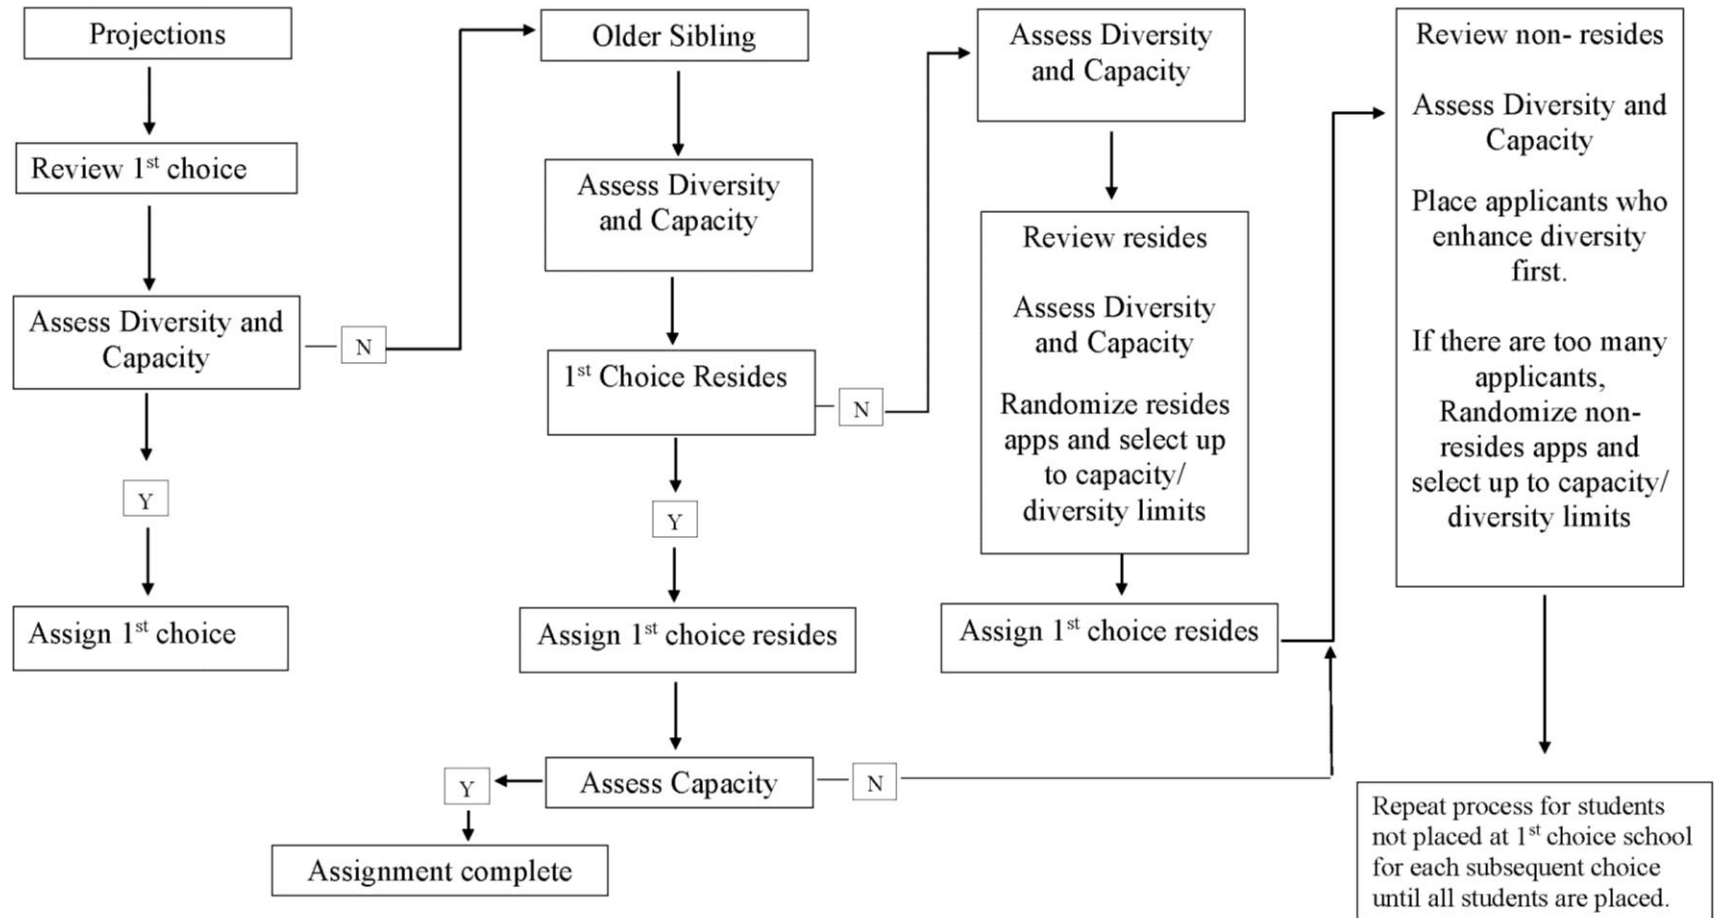 Projections
Review 1st choice
Assess Diversity and
Capacity
N
Y
Assign 1st choice
Older Sibling
Assess Diversity
and Capacity
1st Choice Resides
N
Y
Assign 1st choice resides
Assess Capacity
Y
N
Assignment complete
Assess Diversity
and Capacity
Review resides
Assess Diversity
and Capacity
Randomize resides
apps and select up
to capacity/
diversity limits
Assign 1st choice resides
Review non- resides
Assess Diversity and
Capacity
Place applicants who
enhance diversity
first.
If there are too many
applicants,
Randomize non-
resides apps and
select up to capacity/
diversity limits
Repeat process for students
not placed at 1st choice school
for each subsequent choice
until all students are placed.